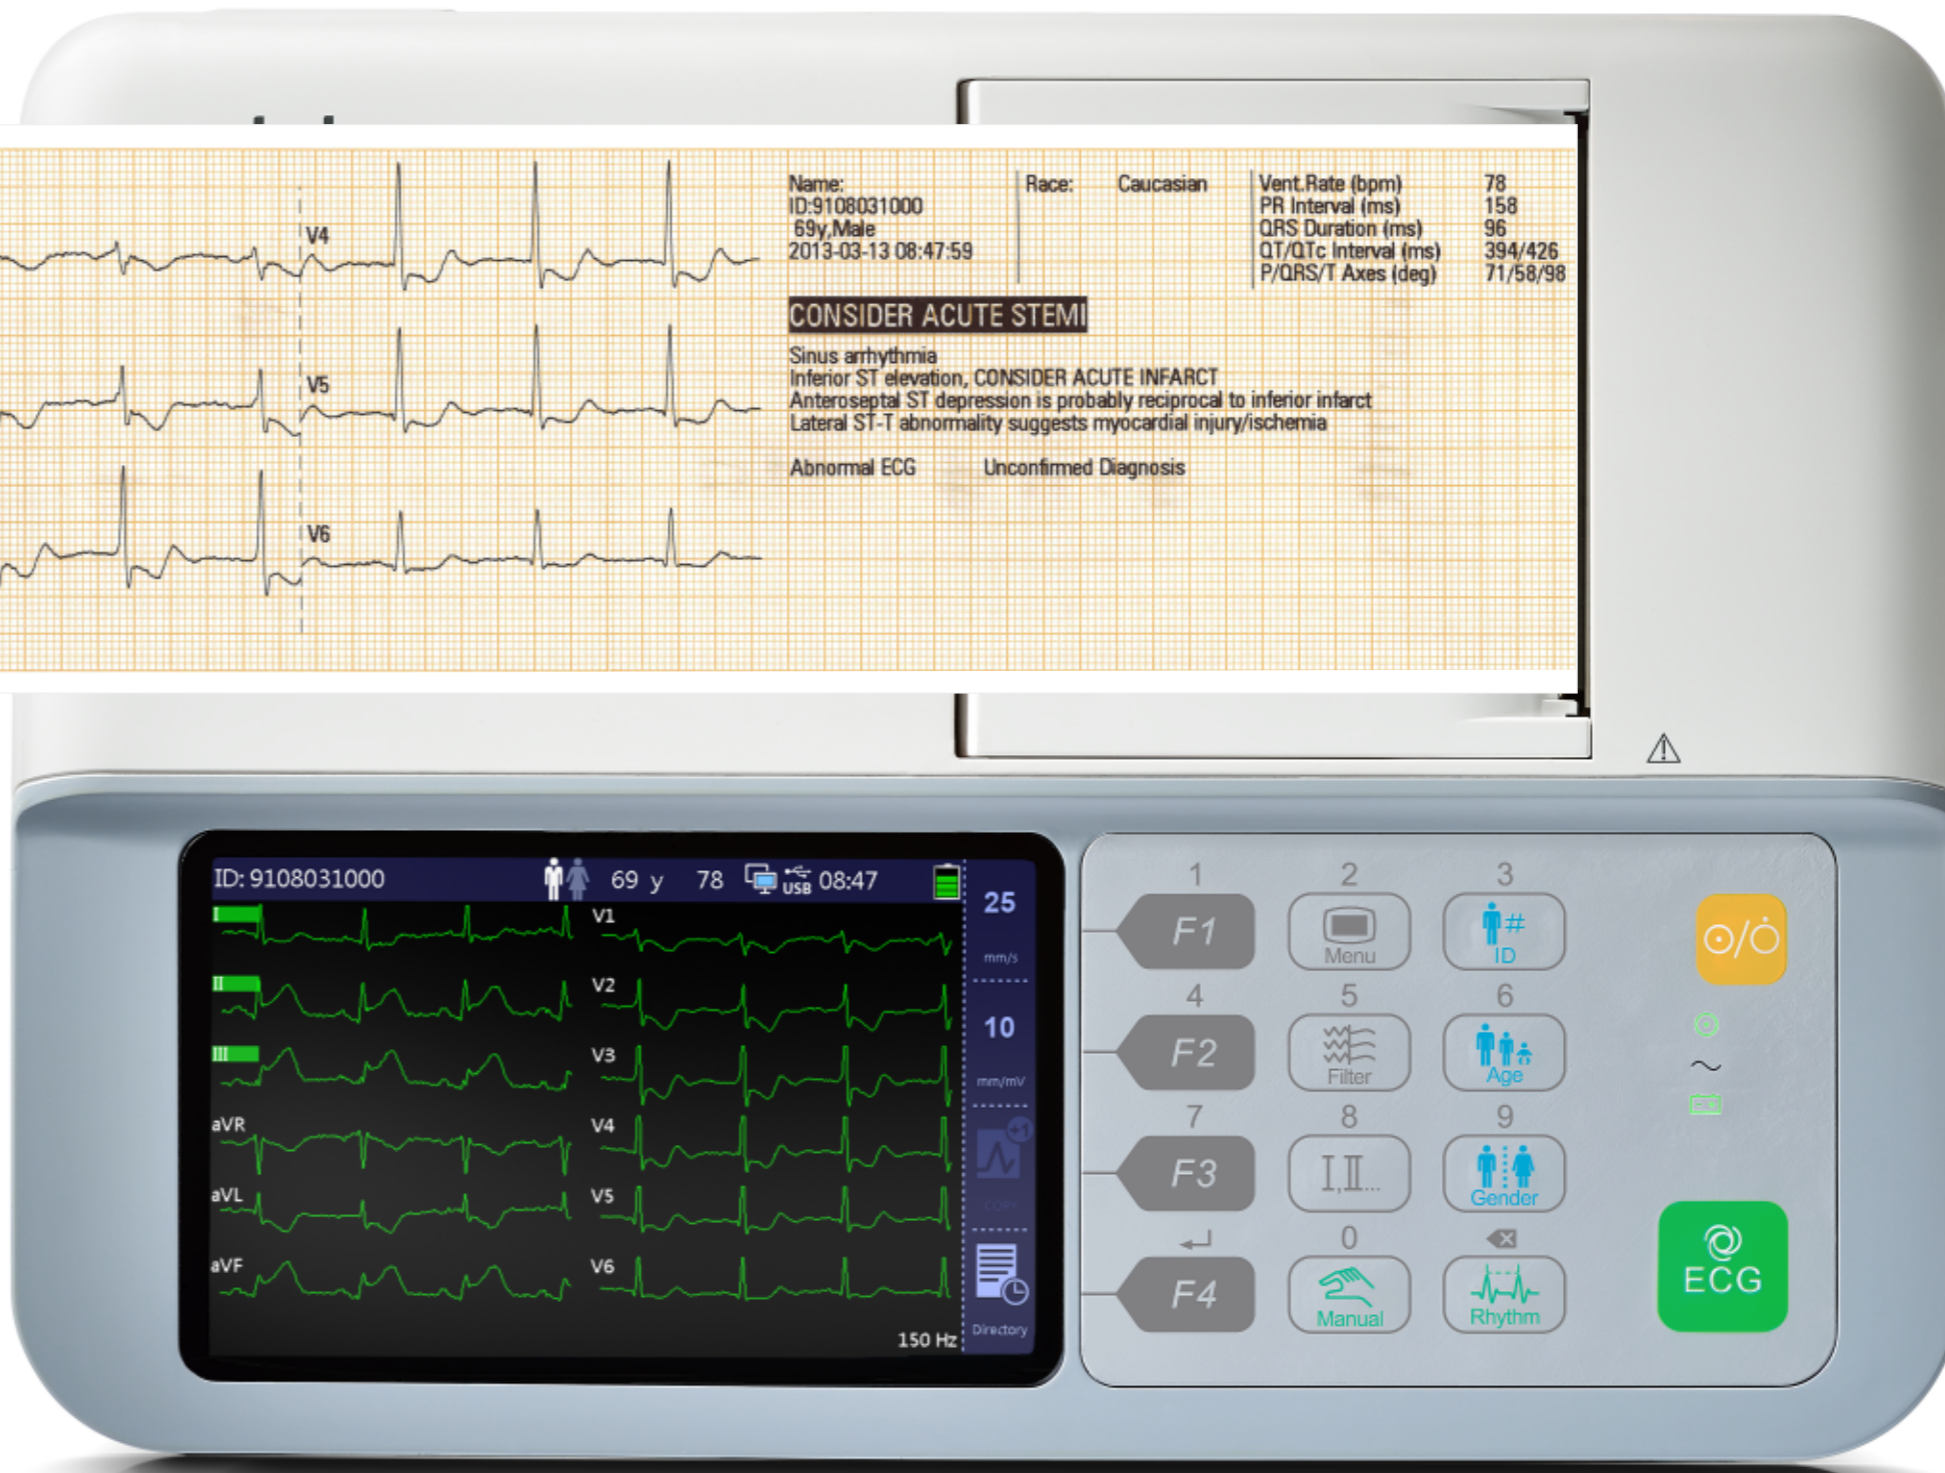 V4
V5
V6
Name:
ID:9108031000
69y,Male
2013-03-13 08:47:59
Race: Caucasian
Vent.Rate (bpm) 78
PR Interval (ms) 158
QRS Duration (ms) 96
QT/QTc Interval (ms) 394/426
P/QRS/T Axes (deg) 71/58/98
CONSIDER ACUTE STEMI
Sinus arrhythmia
Inferior ST elevation, CONSIDER ACUTE INFARCT
Anteroseptal ST depression is probably reciprocal to inferior infarct
Lateral ST-T abnormality suggests myocardial injury/ischemia
Abnormal ECG Unconfirmed Diagnosis
ID: 9108031000 69 y 78 USB 08:47
I
II
III
aVR
aVL
aVF
V1
V2
V3
V4
V5
V6
150 Hz
25
mm/s
10
mm/mV
+1
COPY
Directory
1 2 3
F1 Menu # ID
4 5 6
F2 Filter Age
7 8 9
F3 I,II... Gender
0
F4 Manual Rhythm
ECG